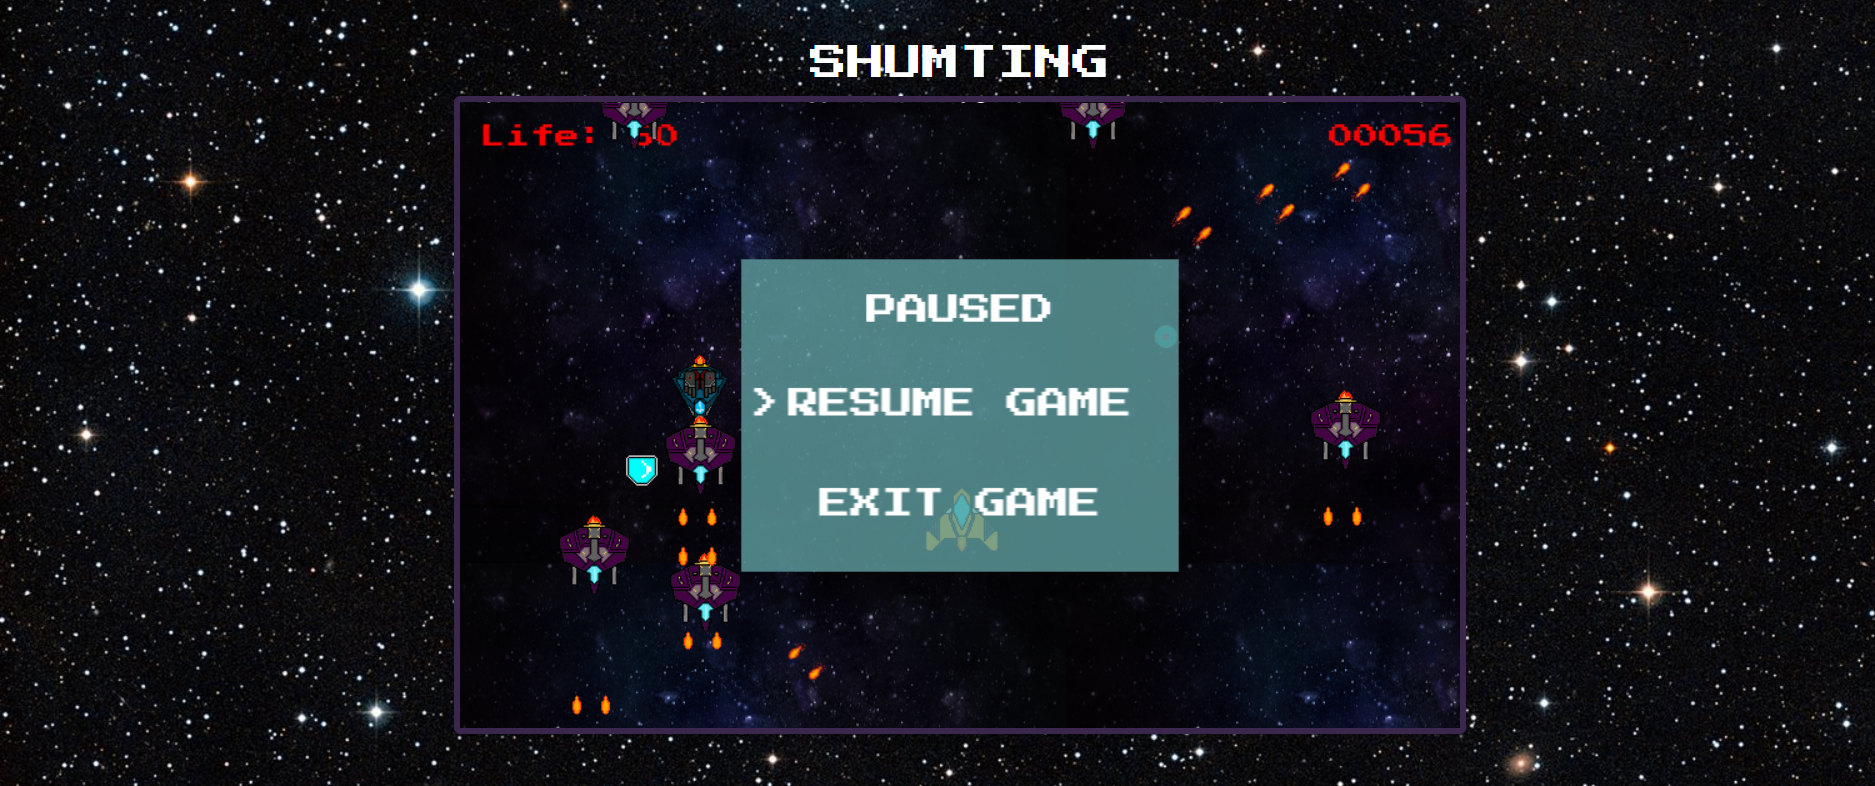 SHUMTING
Life:
00056
PAUSED
>RESUME GAME
EXIT GAME